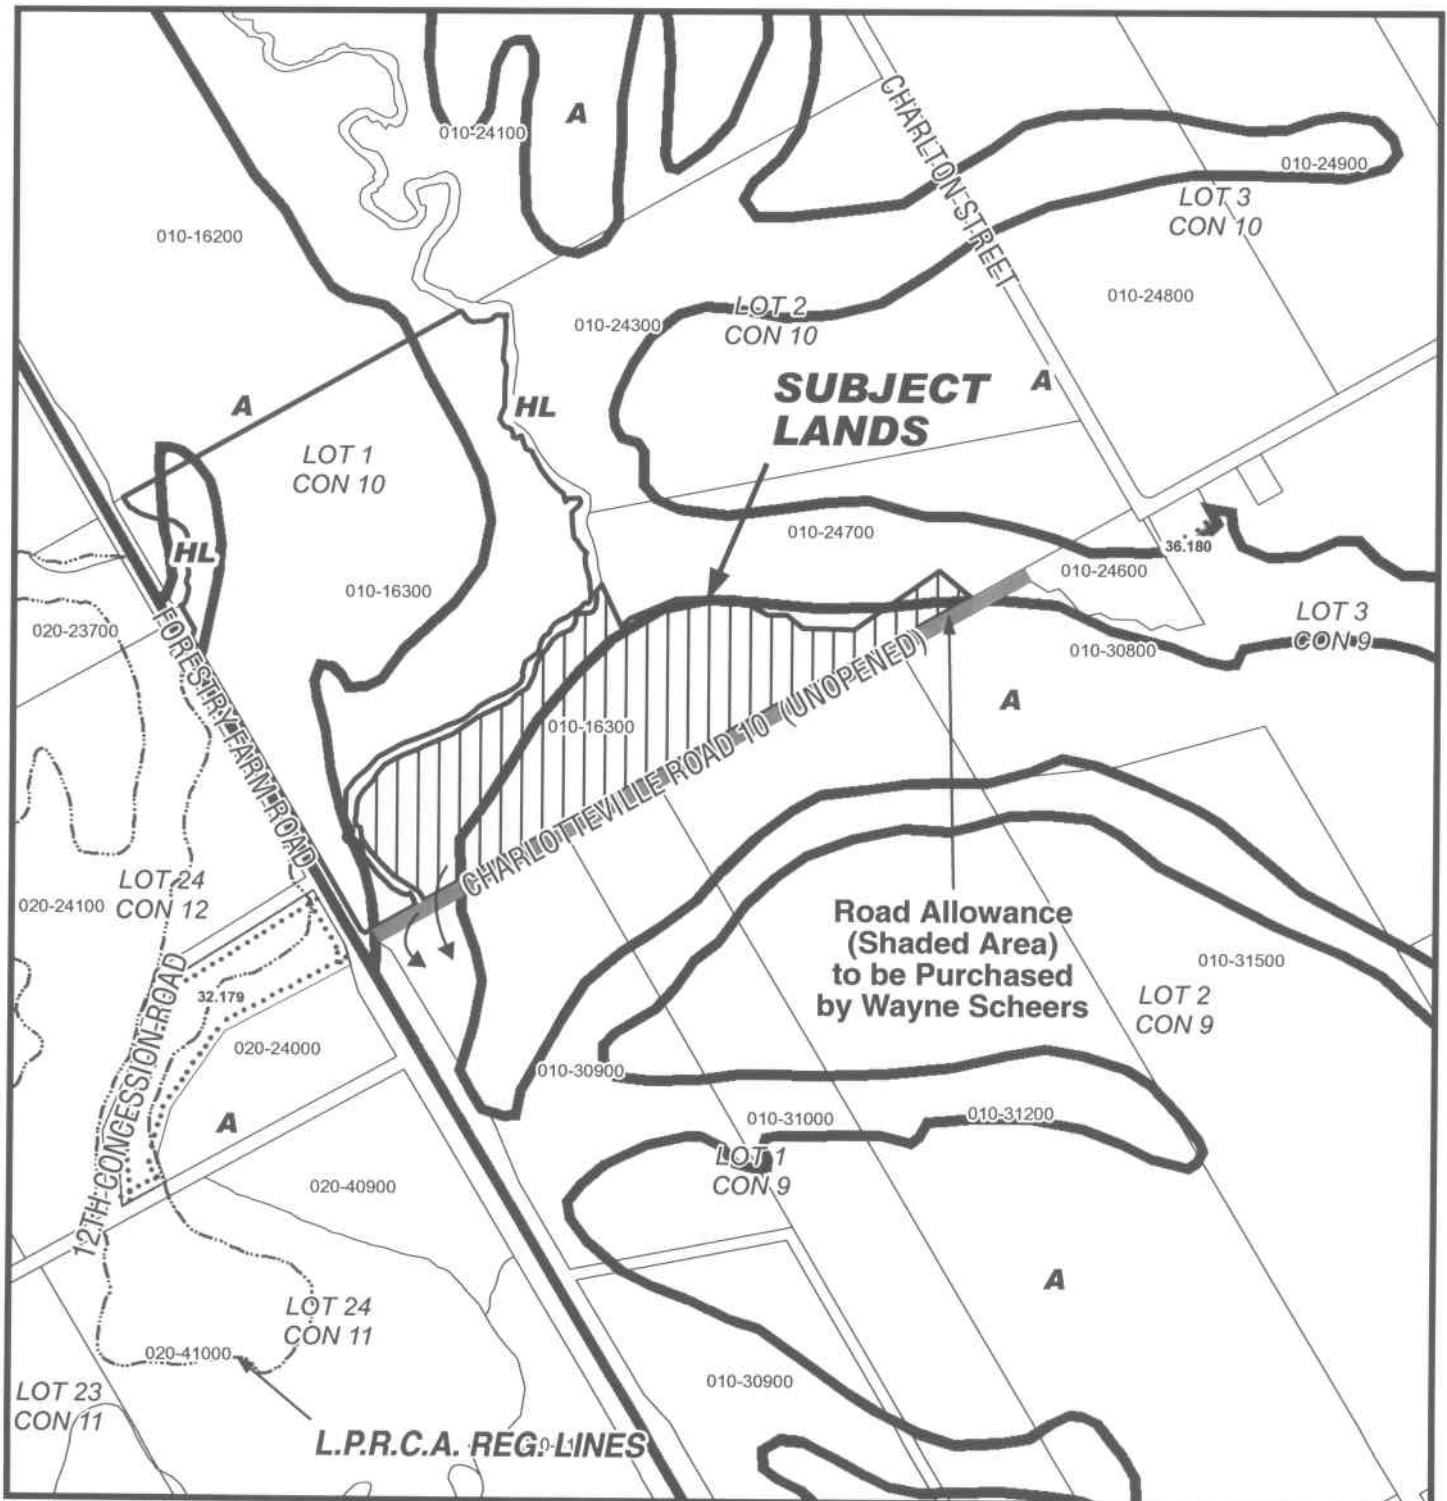 A
010-24100
CHARLTON STREET
010-24900
LOT 3
CON 10
010-16200
010-24800
LOT 2
CON 10
010-24300
SUBJECT
LANDS
A
HL
A
LOT 1
CON 10
010-24700
36.180
HL
010-24600
010-16300
LOT 3
CON 9
020-23700
010-30800
FORESTRY FARM ROAD
A
010-16300
CHARLOTTEVILLE ROAD 10 (UNOPENED)
LOT 24
CON 12
020-24100
Road Allowance
(Shaded Area)
to be Purchased
by Wayne Scheers
010-31500
LOT 2
CON 9
32.179
12TH CONCESSION ROAD
020-24000
010-30900
A
010-31000
010-31200
LOT 1
CON 9
020-40900
A
LOT 24
CON 11
020-41000
010-30900
LOT 23
CON 11
L.P.R.C.A. REG. LINES